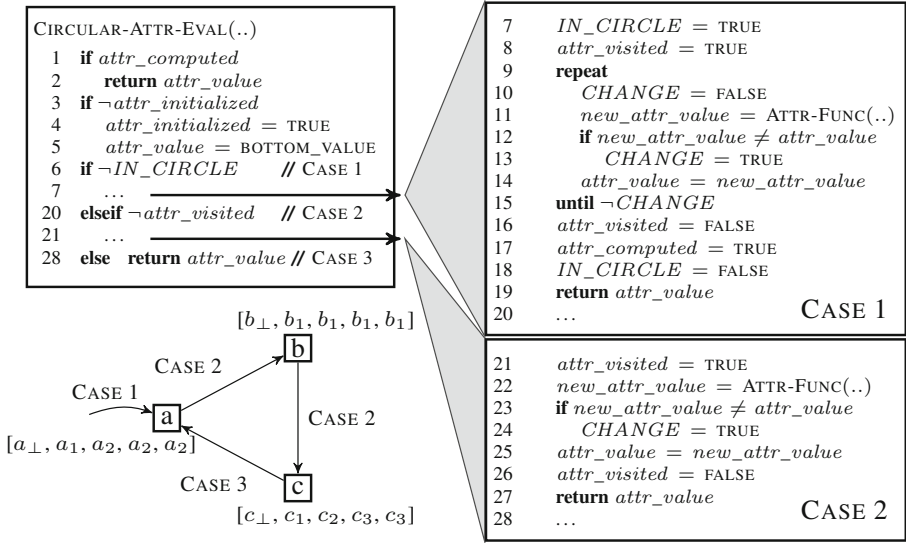 CIRCULAR-ATTR-EVAL(..)
1 if attr_computed
2 return attr_value
3 if ¬attr_initialized
4 attr_initialized = TRUE
5 attr_value = BOTTOM_VALUE
6 if ¬IN_CIRCLE // CASE 1
7 ...
20 elseif ¬attr_visited // CASE 2
21 ...
28 else return attr_value // CASE 3
7 IN_CIRCLE = TRUE
8 attr_visited = TRUE
9 repeat
10 CHANGE = FALSE
11 new_attr_value = ATTR-FUNC(..)
12 if new_attr_value ≠ attr_value
13 CHANGE = TRUE
14 attr_value = new_attr_value
15 until ¬CHANGE
16 attr_visited = FALSE
17 attr_computed = TRUE
18 IN_CIRCLE = FALSE
19 return attr_value
20 ...
CASE 1
21 attr_visited = TRUE
22 new_attr_value = ATTR-FUNC(..)
23 if new_attr_value ≠ attr_value
24 CHANGE = TRUE
25 attr_value = new_attr_value
26 attr_visited = FALSE
27 return attr_value
28 ...
CASE 2
[b⊥, b1, b1, b1, b1]
b
CASE 2
CASE 1
a
CASE 2
[a⊥, a1, a2, a2, a2]
CASE 3
c
[c⊥, c1, c2, c3, c3]